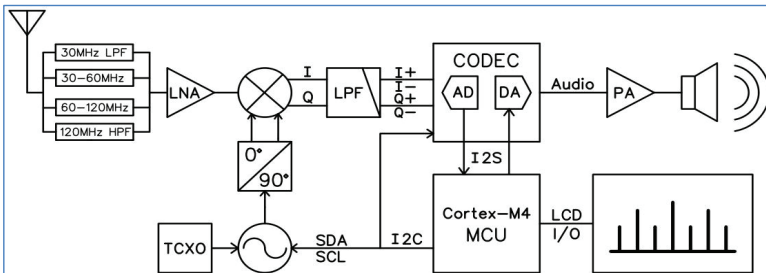 30MHz LPF
30-60MHz
60-120MHz
120MHz HPF
LNA
I
Q
LPF
I+
I-
Q+
Q-
CODEC
AD
DA
Audio
PA
0°
90°
I2S
TCXO
SDA
SCL
I2C
Cortex-M4
MCU
LCD
I/O